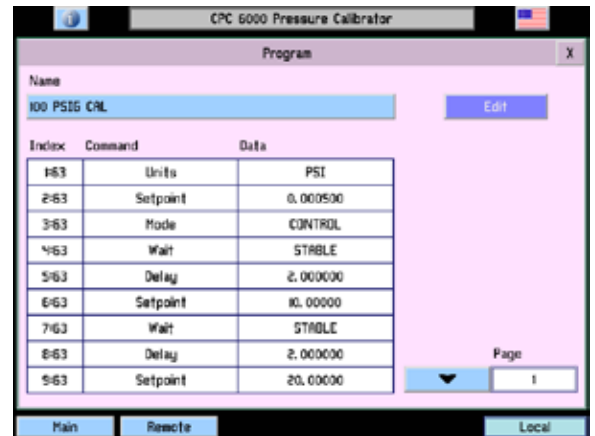 CPC 6000 Pressure Calibrator
Program X
Name
100 PSIG CAL Edit
Index Command Data
1:63 Units PSI
2:63 Setpoint 0.000500
3:63 Mode CONTROL
4:63 Wait STABLE
5:63 Delay 2.000000
6:63 Setpoint 10.00000
7:63 Wait STABLE
8:63 Delay 2.000000
9:63 Setpoint 20.00000
Page
1
Main Remote Local